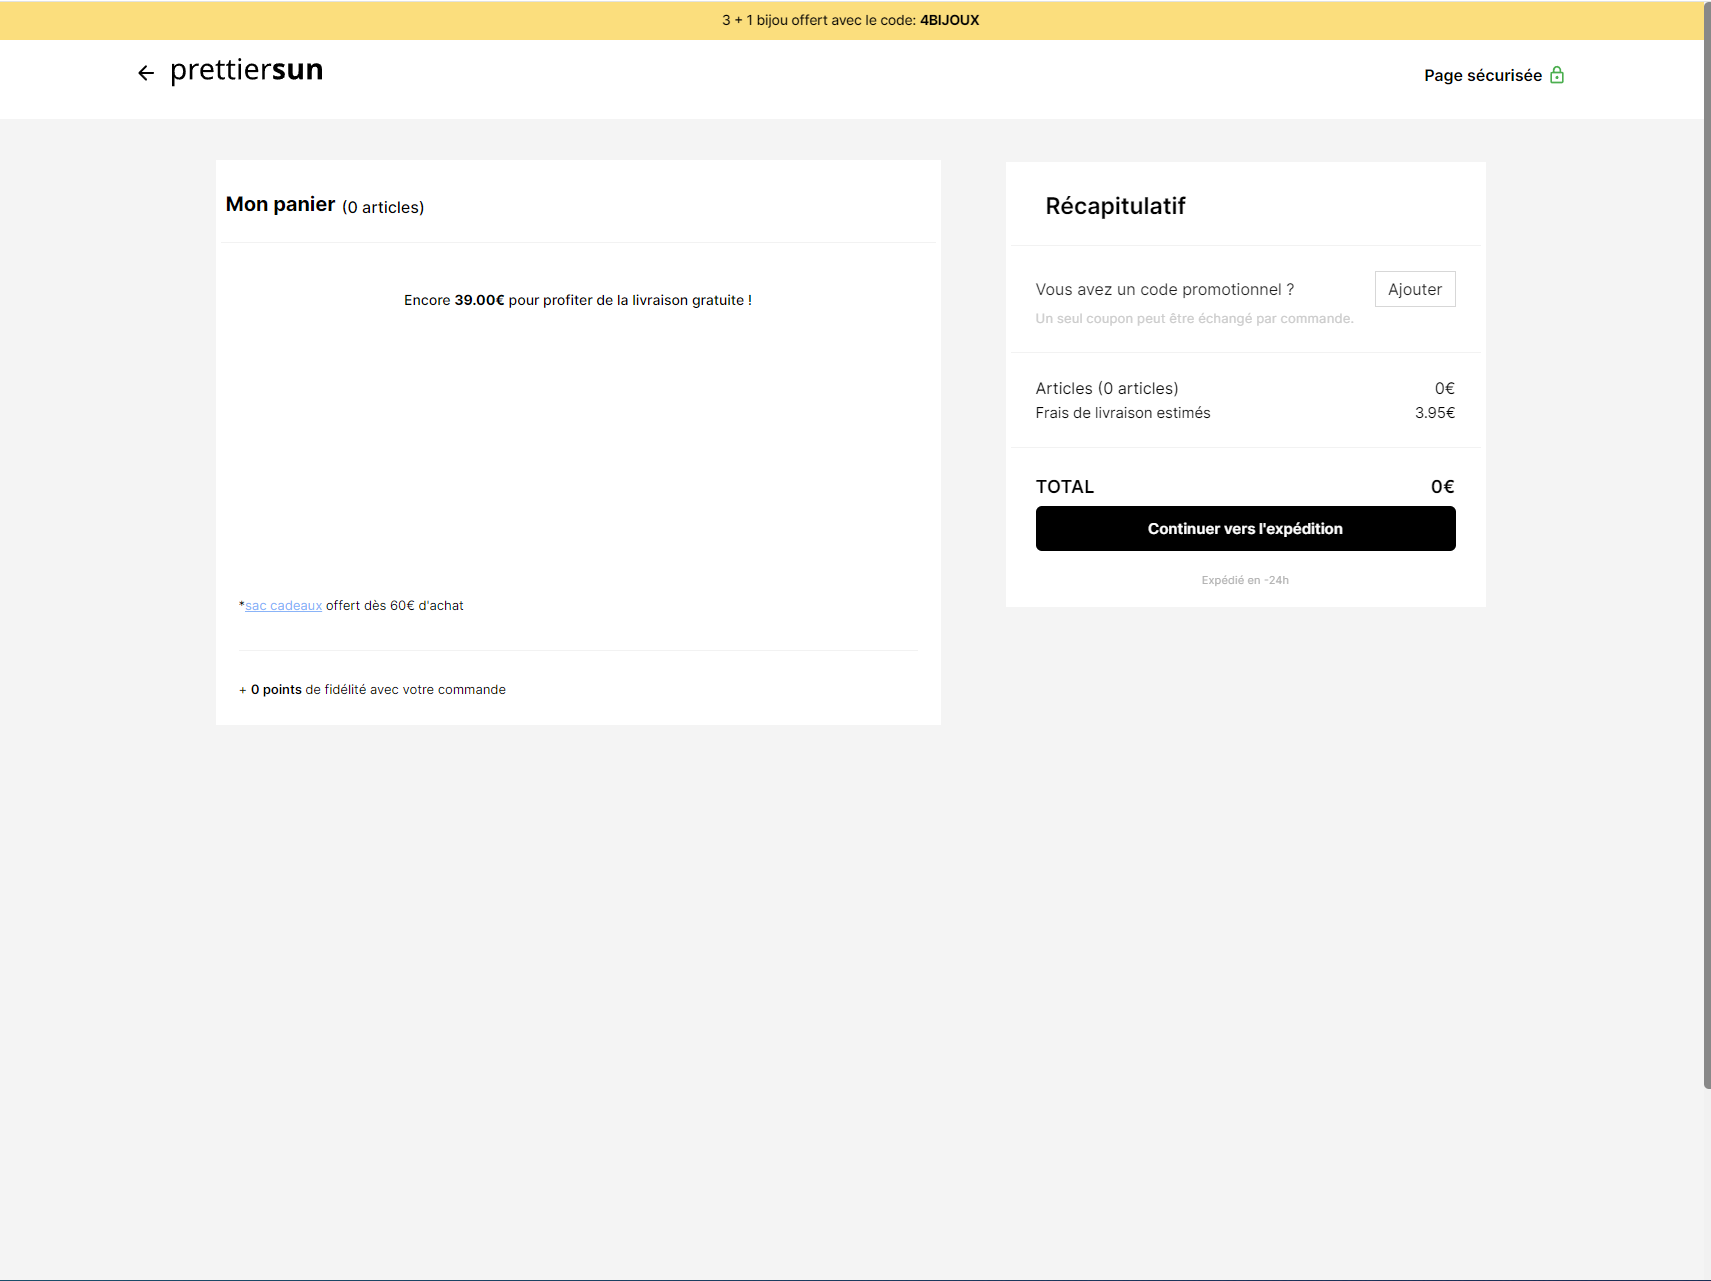 3 + 1 bijou offert avec le code: 4BIJOUX
prettiersun
Page sécurisée
Mon panier (0 articles)
Encore 39.00€ pour profiter de la livraison gratuite !
*sac cadeaux offert dès 60€ d'achat
+ 0 points de fidélité avec votre commande
Récapitulatif
Vous avez un code promotionnel ? Ajouter
Un seul coupon peut être échangé par commande.
Articles (0 articles) 0€
Frais de livraison estimés 3.95€
TOTAL 0€
Continuer vers l'expédition
Expédié en -24h